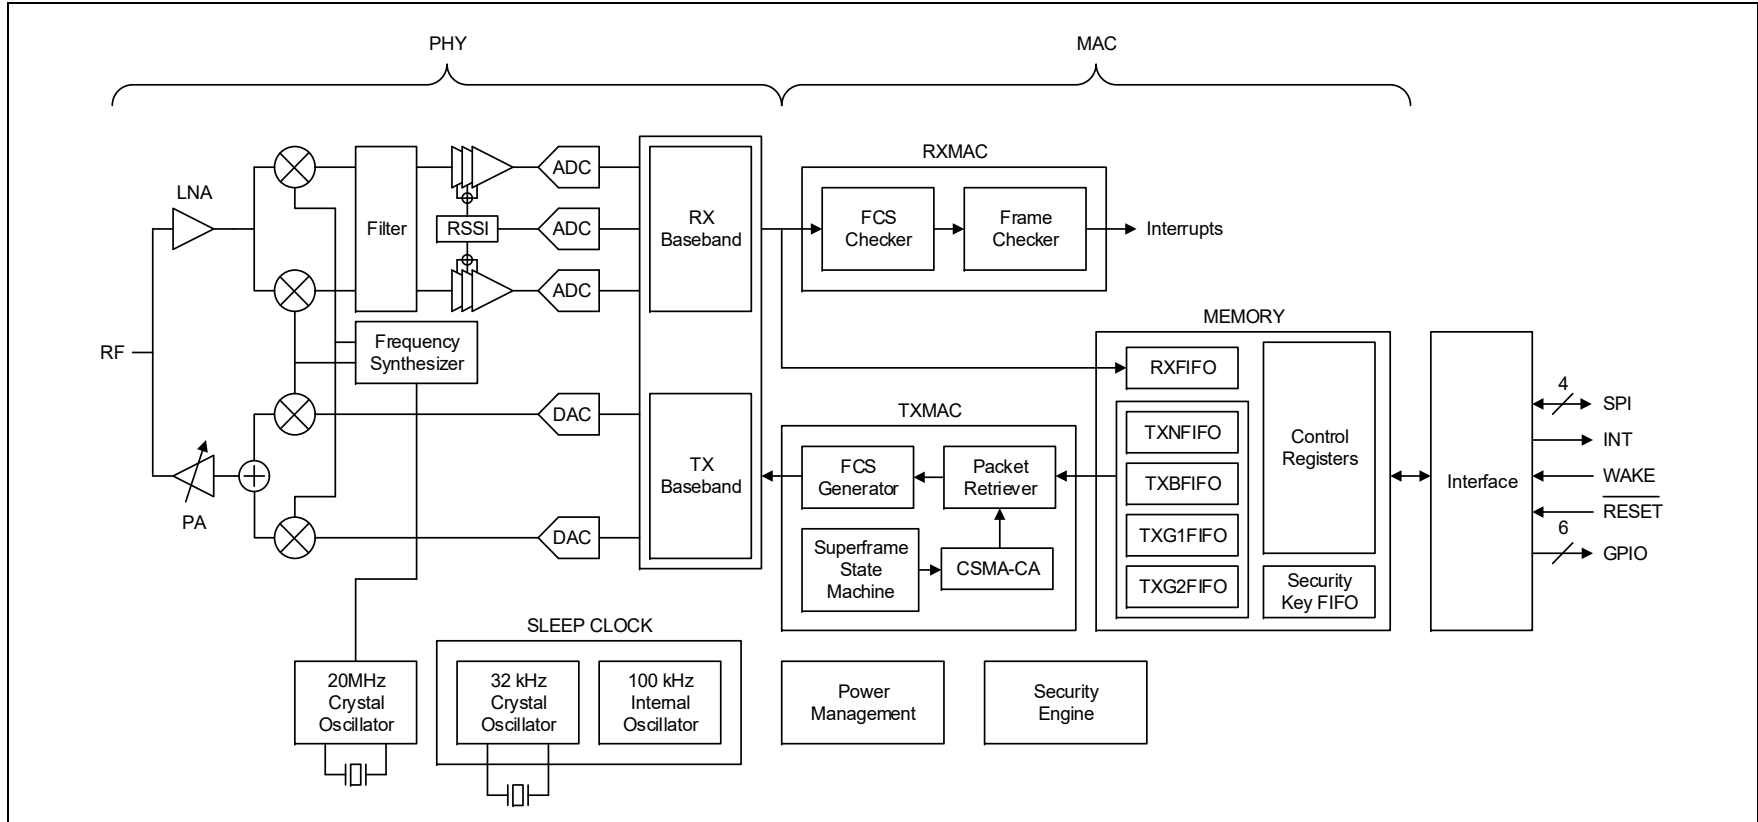 PHY
MAC
RXMAC
LNA
ADC
RSSI
ADC
ADC
Filter
RX
Baseband
FCS
Checker
Frame
Checker
Interrupts
RF
Frequency
Synthesizer
MEMORY
RXFIFO
TXNFIFO
TXBFIFO
TXG1FIFO
TXG2FIFO
Control
Registers
Security
Key FIFO
Interface
4
SPI
INT
WAKE
RESET
6
GPIO
DAC
DAC
TX
Baseband
TXMAC
FCS
Generator
Packet
Retriever
Superframe
State
Machine
CSMA-CA
PA
SLEEP CLOCK
20MHz
Crystal
Oscillator
32 kHz
Crystal
Oscillator
100 kHz
Internal
Oscillator
Power
Management
Security
Engine